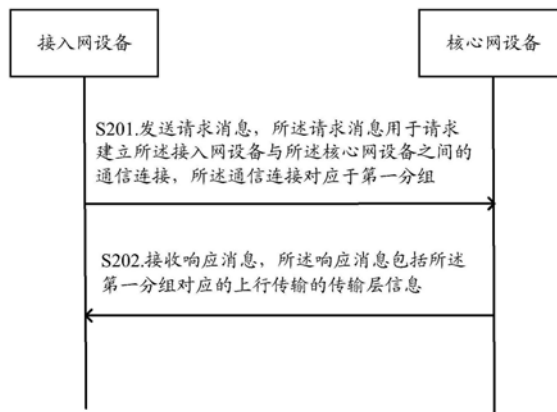 接入网设备
核心网设备
S201.发送请求消息，所述请求消息用于请求
建立所述接入网设备与所述核心网设备之间的
通信连接，所述通信连接对应于第一分组
S202.接收响应消息，所述响应消息包括所述
第一分组对应的上行传输的传输层信息